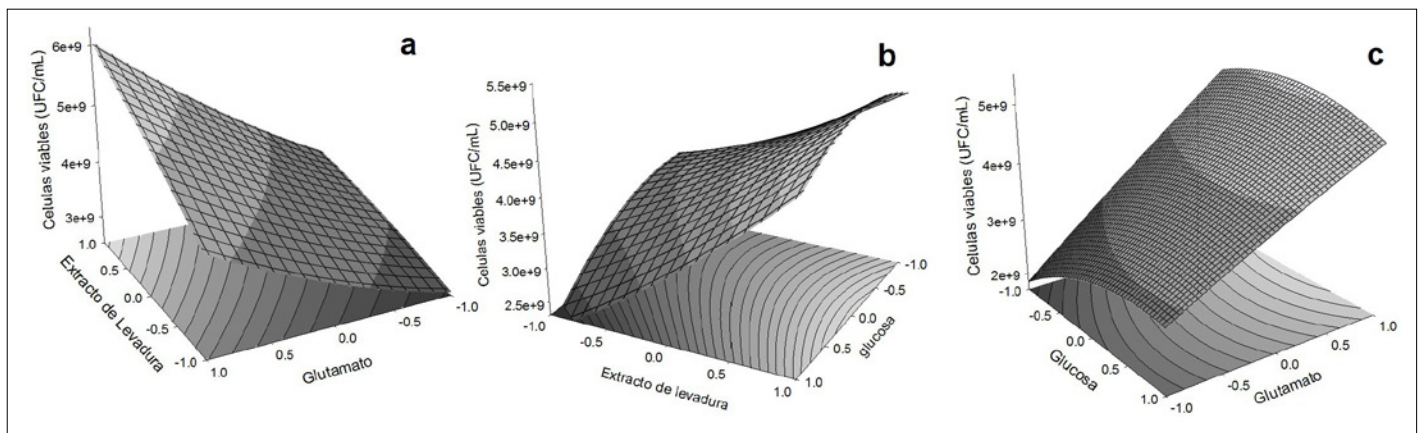 a
Celulas viables (UFC/mL)
6e+9
5e+9
4e+9
3e+9
1.0
0.5
0.0
-0.5
-1.0
Extracto de Levadura
1.0
0.5
0.0
-0.5
-1.0
Glutamato
b
Celulas viables (UFC/mL)
5.5e+9
5.0e+9
4.5e+9
4.0e+9
3.5e+9
3.0e+9
2.5e+9
-1.0
-0.5
0.0
0.5
1.0
Extracto de levadura
-1.0
-0.5
0.0
0.5
1.0
glucosa
c
Celulas viables (UFC/mL)
5e+9
4e+9
3e+9
2e+9
-1.0
-0.5
0.0
0.5
1.0
Glucosa
-1.0
-0.5
0.0
0.5
1.0
Glutamato